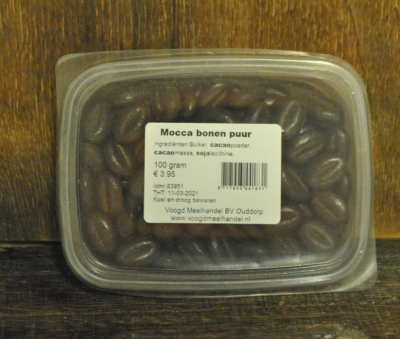 Mocca bonen puur
Ingrediënten:Suiker, cacaopoeder,
cacaomassa, sojalecithine.
100 gram
€ 3.95
lotnr.53951
THT: 11-03-2021
Koel en droog bewaren
Voogd Meelhandel BV Ouddorp
www.voogdmeelhandel.nl